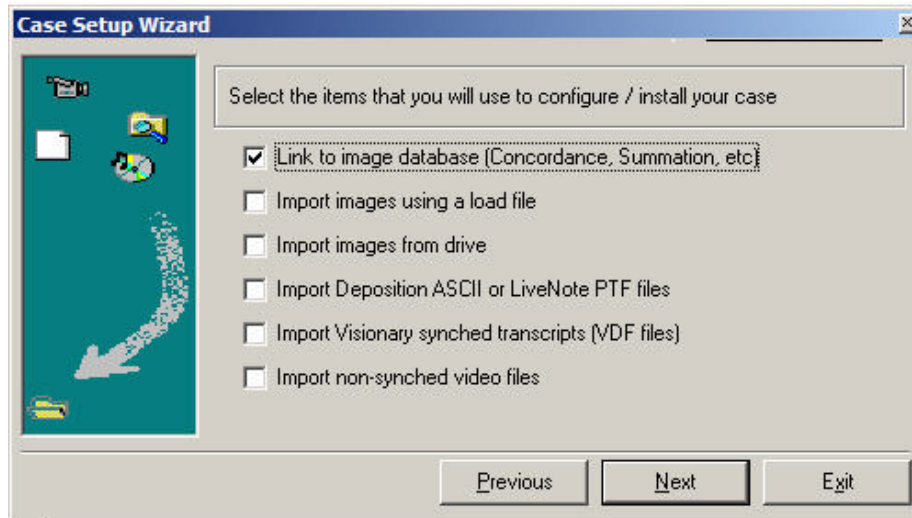 Case Setup Wizard
Select the items that you will use to configure / install your case
Link to image database (Concordance, Summation, etc)
Import images using a load file
Import images from drive
Import Deposition ASCII or LiveNote PTF files
Import Visionary synched transcripts (VDF files)
Import non-synched video files
Previous Next Exit